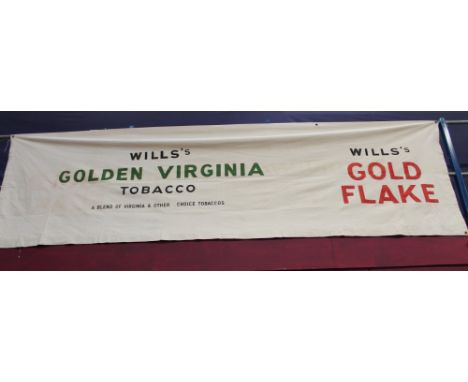 WILLS's
GOLDEN VIRGINIA
TOBACCO
A BLEND OF VIRGINIA & OTHER CHOICE TOBACCOS
WILLS's
GOLD
FLAKE